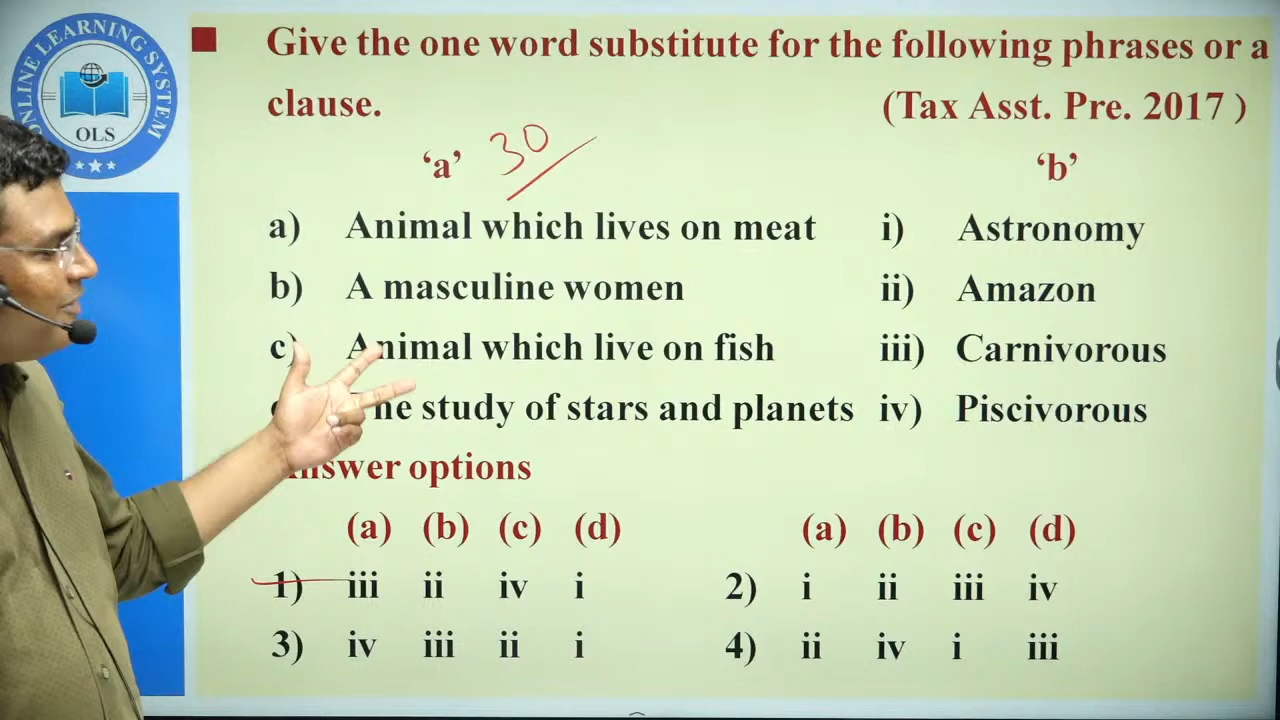 ONLINE LEARNING SYSTEM
OLS
Give the one word substitute for the following phrases or a
clause. (Tax Asst. Pre. 2017 )
‘a’ 30 ‘b’
a) Animal which lives on meat i) Astronomy
b) A masculine women ii) Amazon
c) Animal which live on fish iii) Carnivorous
The study of stars and planets iv) Piscivorous
Answer options
(a) (b) (c) (d) (a) (b) (c) (d)
1) iii ii iv i 2) i ii iii iv
3) iv iii ii i 4) ii iv i iii